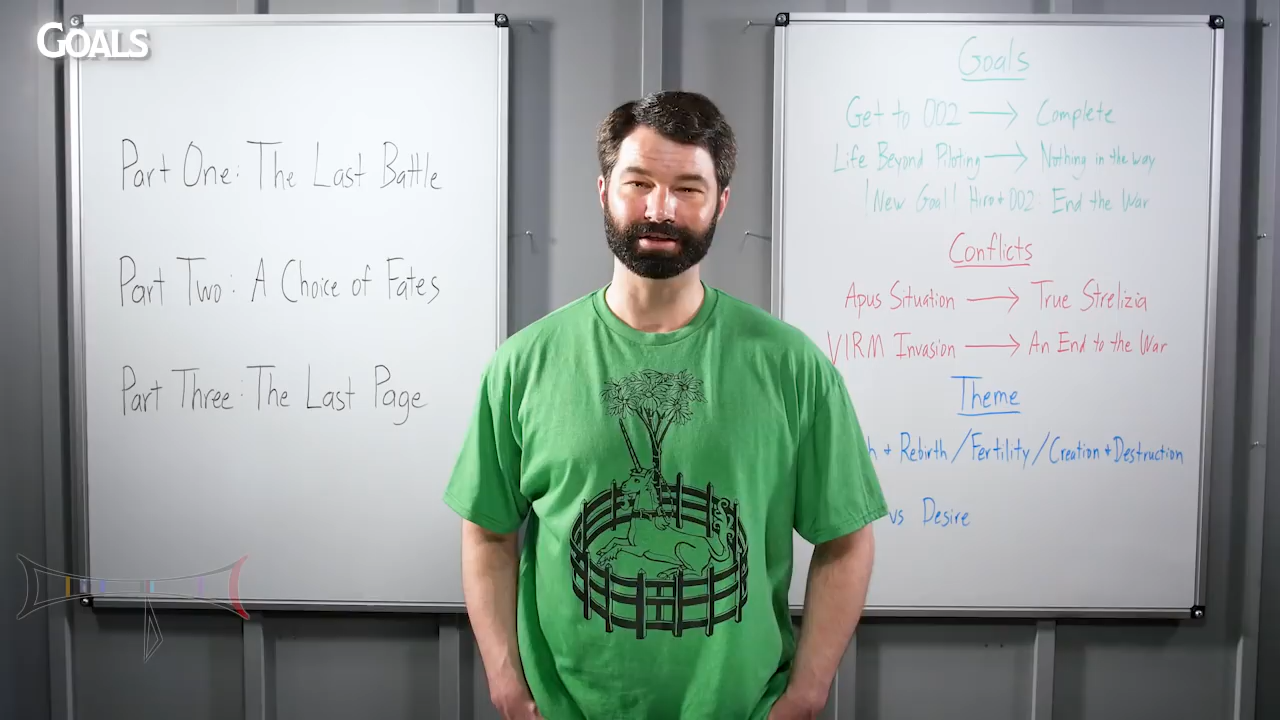 GOALS
Part One: The Last Battle
Part Two: A Choice of Fates
Part Three: The Last Page
Goals
Get to 002 → Complete
Life Beyond Piloting → Nothing in the way
!New Goal! Hiro + 002: End the War
Conflicts
Apus Situation → True Strelizia
VIRM Invasion → An End to the War
Theme
+ Rebirth / Fertility / Creation + Destruction
vs Desire